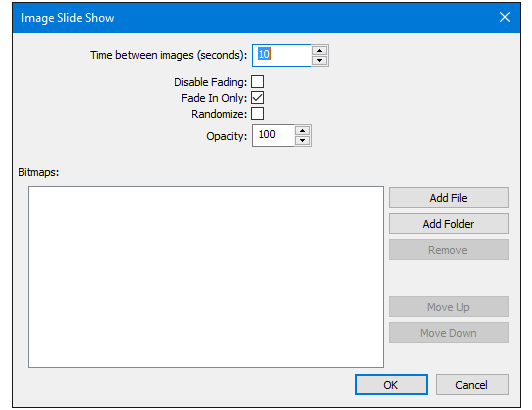 Image Slide Show
Time between images (seconds): 10
Disable Fading:
Fade In Only:
Randomize:
Opacity: 100
Bitmaps:
Add File
Add Folder
Remove
Move Up
Move Down
OK Cancel